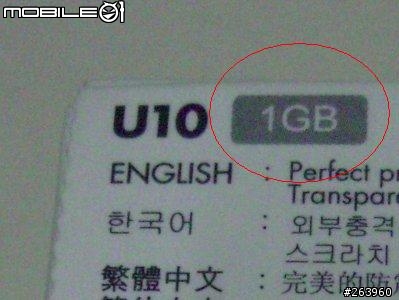 MOBILE01
U10 1GB
ENGLISH : Perfect
Transpare
한국어 : 외부충격
스크라치
繁體中文 : 完美的防
#263960